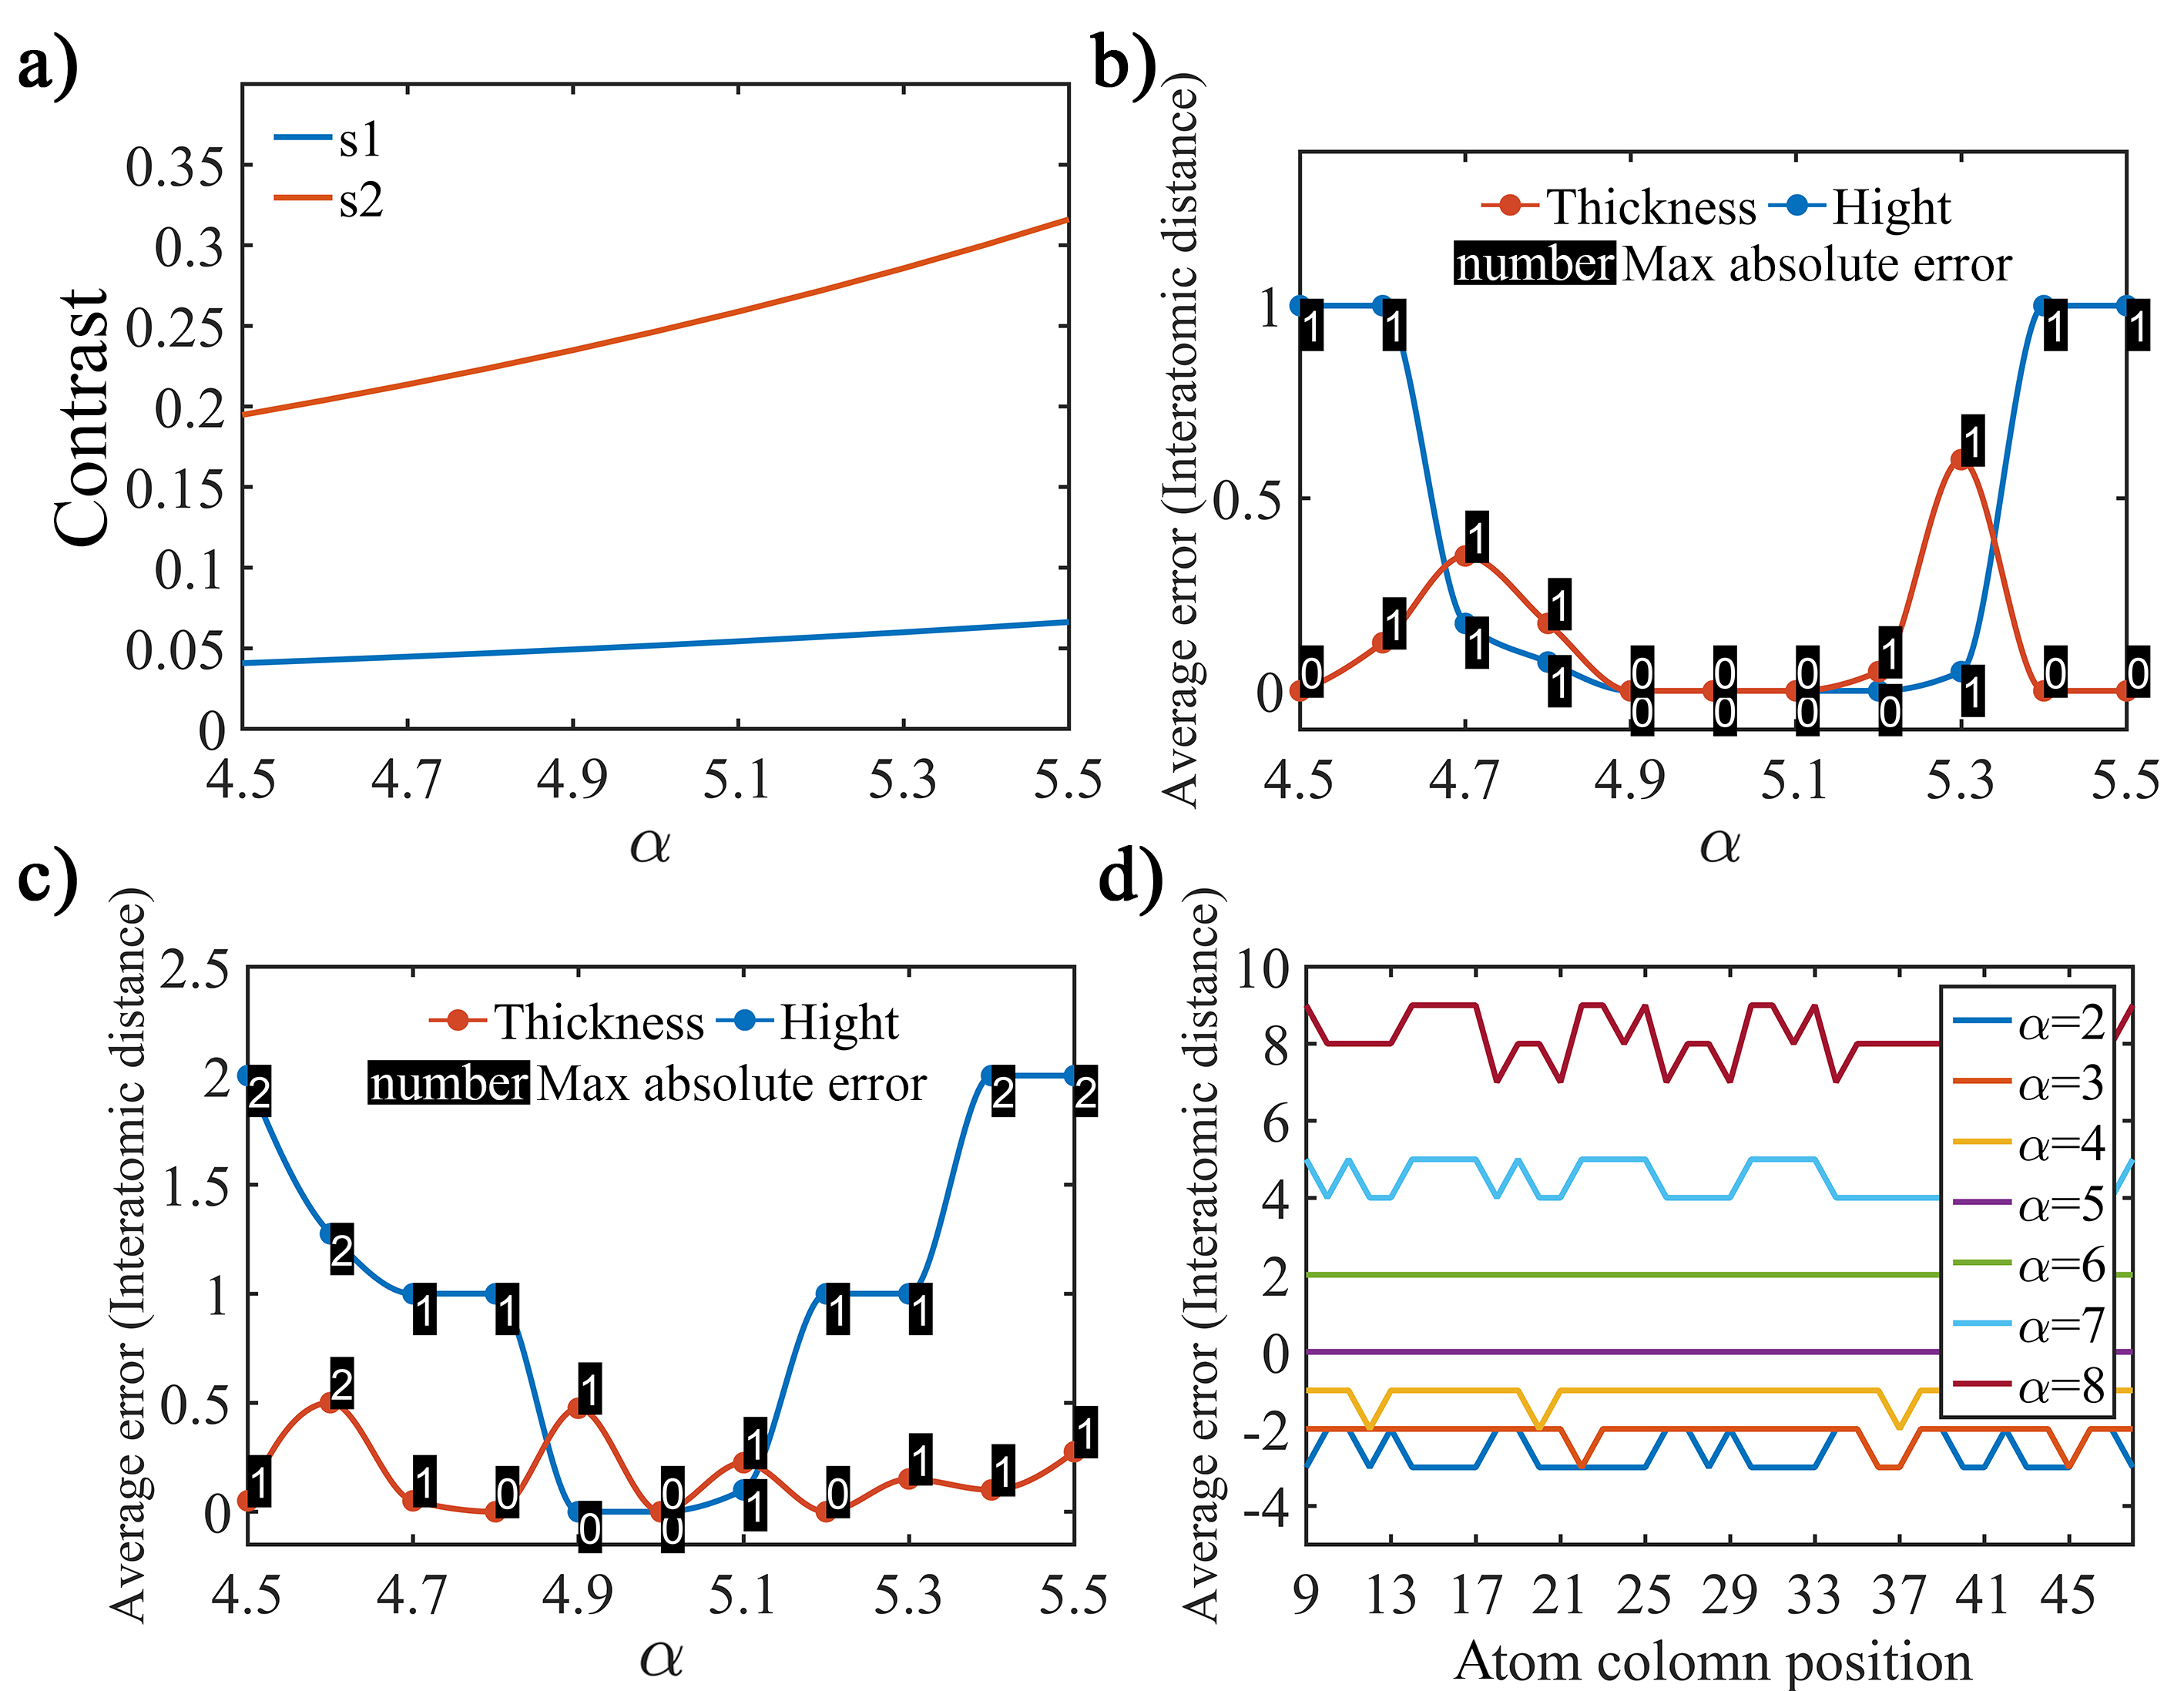 a)
s1
s2
0.35
0.3
0.25
0.2
0.15
0.1
0.05
0
Contrast
4.5 4.7 4.9 5.1 5.3 5.5
α
b)
Thickness Hight
number Max absolute error
1
0.5
0
Average error (Interatomic distance)
1 1 1 1 0 0 0 0 1 1 1
0 1 1 1 0 0 0 1 1 0 0
4.5 4.7 4.9 5.1 5.3 5.5
α
c)
Thickness Hight
number Max absolute error
2.5
2
1.5
1
0.5
0
Average error (Interatomic distance)
2 2 1 1 0 0 1 1 1 2 2
1 2 1 0 1 0 1 0 1 1 1
4.5 4.7 4.9 5.1 5.3 5.5
α
d)
10
8
6
4
2
0
-2
-4
Average error (Interatomic distance)
α=2
α=3
α=4
α=5
α=6
α=7
α=8
9 13 17 21 25 29 33 37 41 45
Atom colomn position